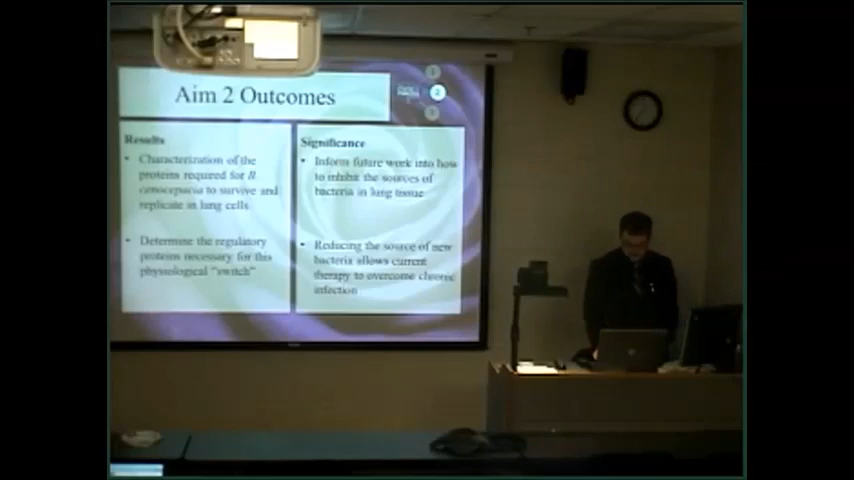 Aim 2 Outcomes
2
Results
• Characterization of the
proteins required for B.
cenocepacia to survive and
replicate in lung cells.
• Determine the regulatory
proteins necessary for this
physiological "switch"
Significance
• Inform future work into how
to inhibit the sources of
bacteria in lung tissue
• Reducing the source of new
bacteria allows current
therapy to overcome chronic
infection